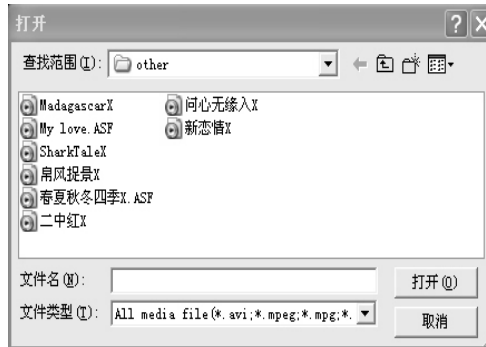 打开
查找范围(I): other
MadagascarX
My love.ASF
SharkTaleX
帛风捉景X
春夏秋冬四季X.ASF
二中红X
问心无缘入X
新恋情X
文件名(N):
打开(O)
文件类型(T): All media file(*.avi;*.mpeg;*.mpg;*.
取消